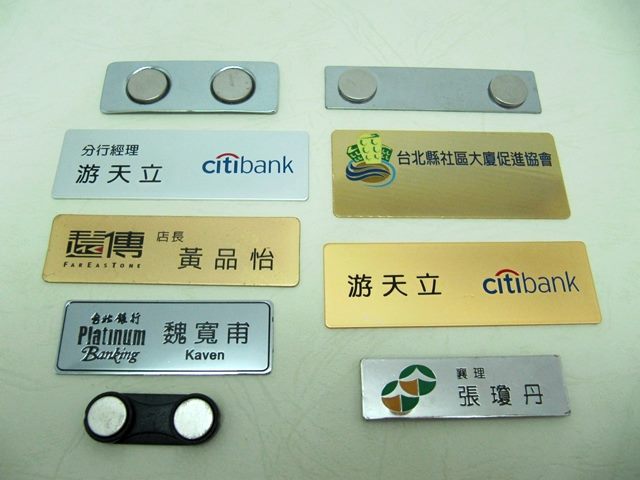 分行經理
游天立
citibank
台北縣社區大廈促進協會
遠傳
FAREASTONE
店長
黃品怡
游天立
citibank
台北銀行
Platinum
Banking
魏寬甫
Kaven
襄理
張瓊丹